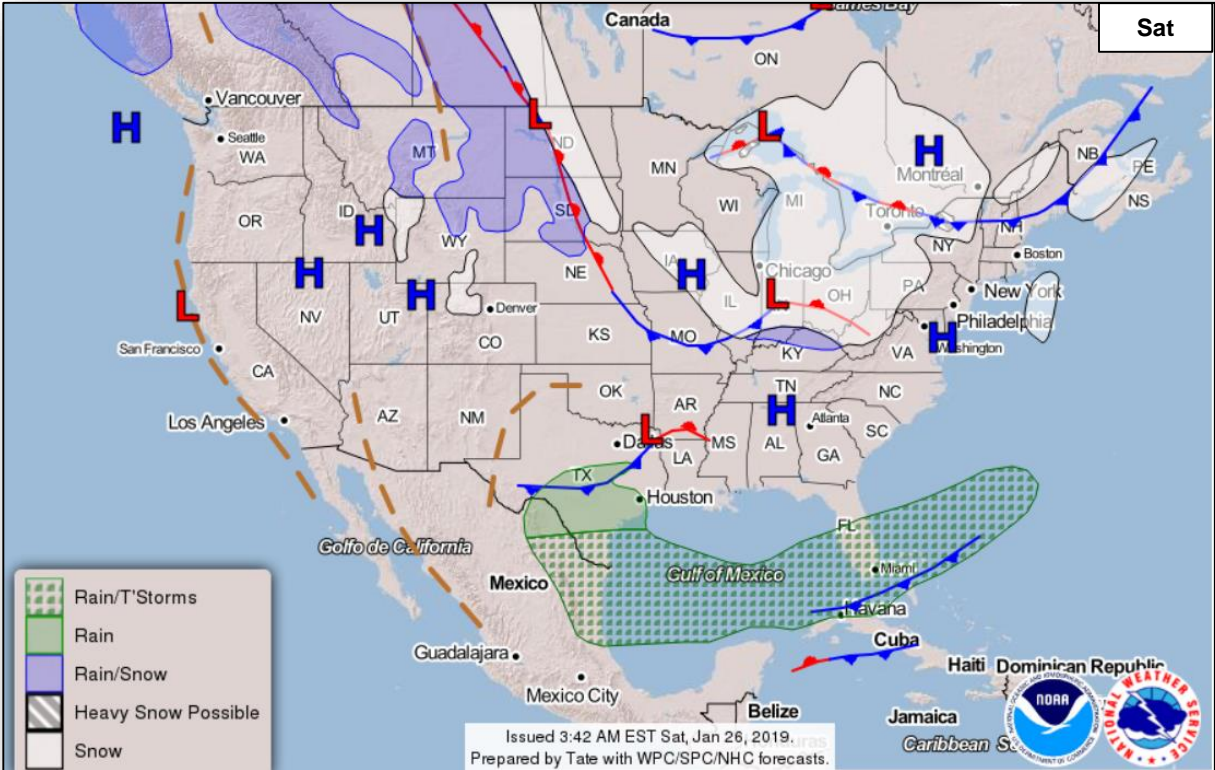 Sat
Canada
James Bay
ON
Vancouver
Seattle
WA
MT
ND
MN
Montréal
NB
PE
NS
OR
ID
WY
SD
WI
MI
Toronto
NY
NH
Boston
NE
IA
Chicago
IL
OH
PA
New York
Philadelphia
NV
UT
Denver
CO
KS
MO
KY
VA
Washington
San Francisco
CA
OK
AR
TN
NC
Los Angeles
AZ
NM
Dallas
MS
AL
Atlanta
SC
GA
LA
TX
Houston
FL
Golfo de California
Mexico
Gulf of Mexico
Miami
Havana
Cuba
Guadalajara
Mexico City
Haiti
Dominican Republic
Belize
Jamaica
Caribbean
H
H
H
H
H
H
H
H
L
L
L
L
L
Rain/T'Storms
Rain
Rain/Snow
Heavy Snow Possible
Snow
Issued 3:42 AM EST Sat, Jan 26, 2019.
Prepared by Tate with WPC/SPC/NHC forecasts.
NOAA
NATIONAL WEATHER SERVICE